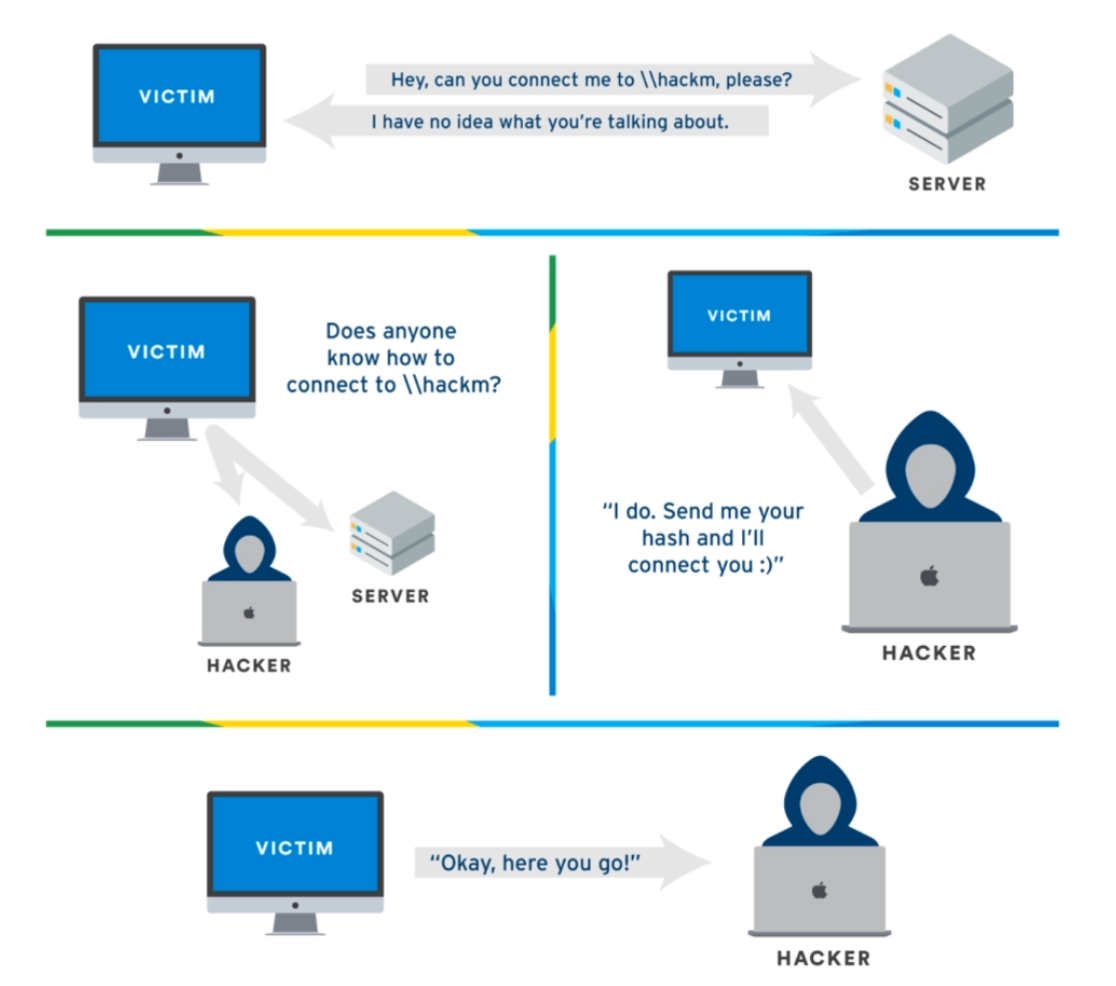 VICTIM
Hey, can you connect me to \\hackm, please?
I have no idea what you're talking about.
SERVER
VICTIM
Does anyone
know how to
connect to \\hackm?
SERVER
HACKER
VICTIM
“I do. Send me your
hash and I'll
connect you :)”
HACKER
VICTIM
“Okay, here you go!”
HACKER